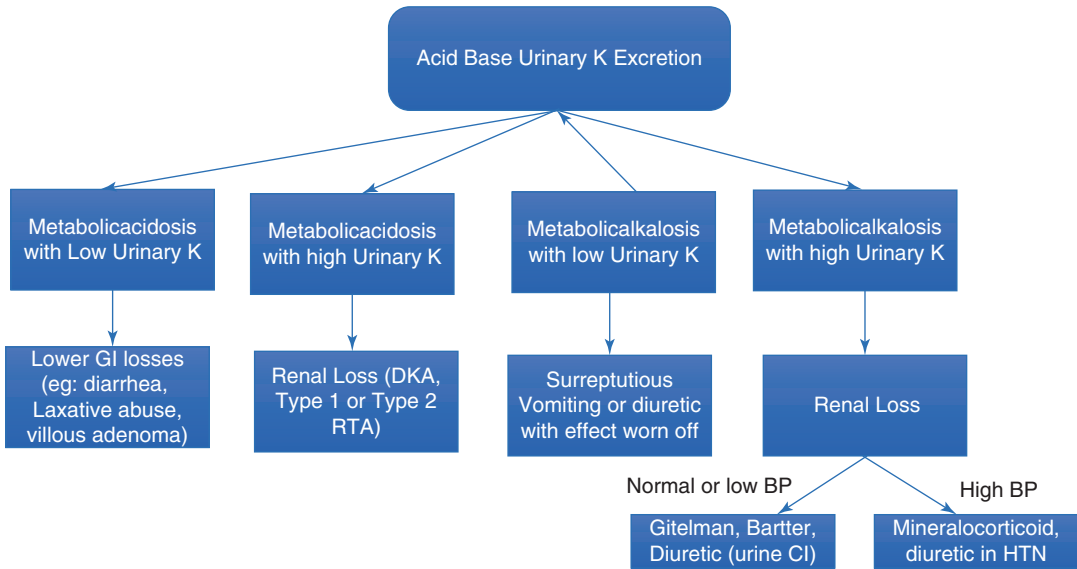 Acid Base Urinary K Excretion
Metabolicacidosis
with Low Urinary K
Metabolicacidosis
with high Urinary K
Metabolicalkalosis
with low Urinary K
Metabolicalkalosis
with high Urinary K
Lower GI losses
(eg: diarrhea,
Laxative abuse,
villous adenoma)
Renal Loss (DKA,
Type 1 or Type 2
RTA)
Surreptutious
Vomiting or diuretic
with effect worn off
Renal Loss
Normal or low BP
High BP
Gitelman, Bartter,
Diuretic (urine CI)
Mineralocorticoid,
diuretic in HTN